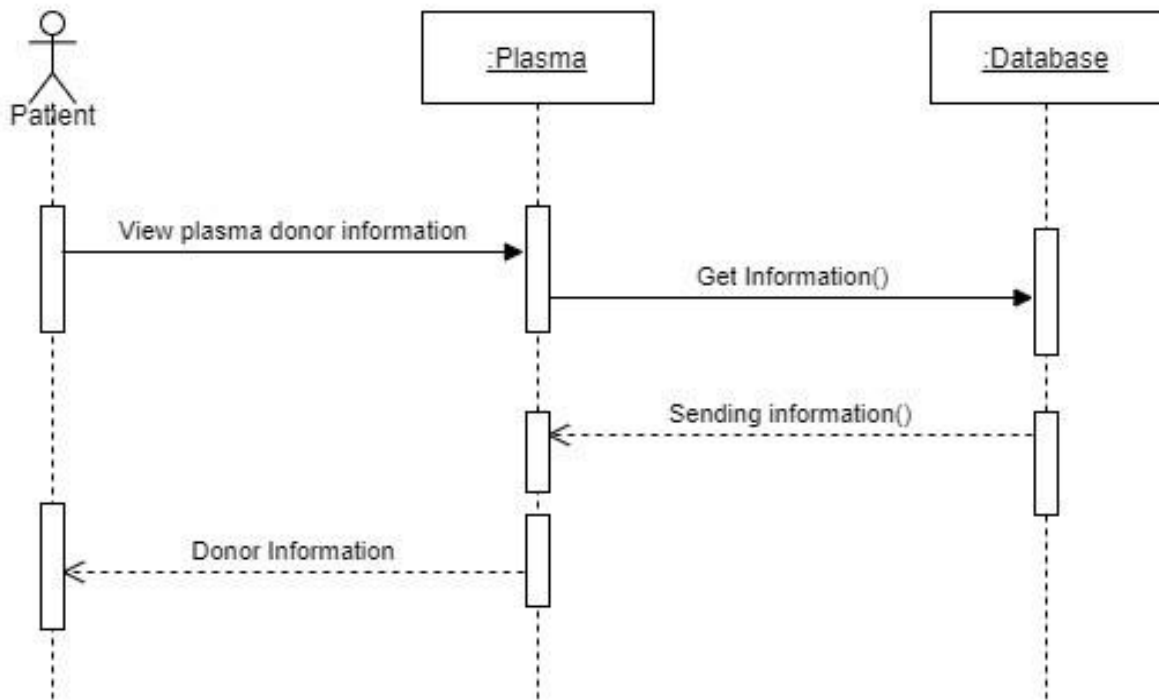 :Plasma
:Database
Patient
View plasma donor information
Get Information()
Sending information()
Donor Information